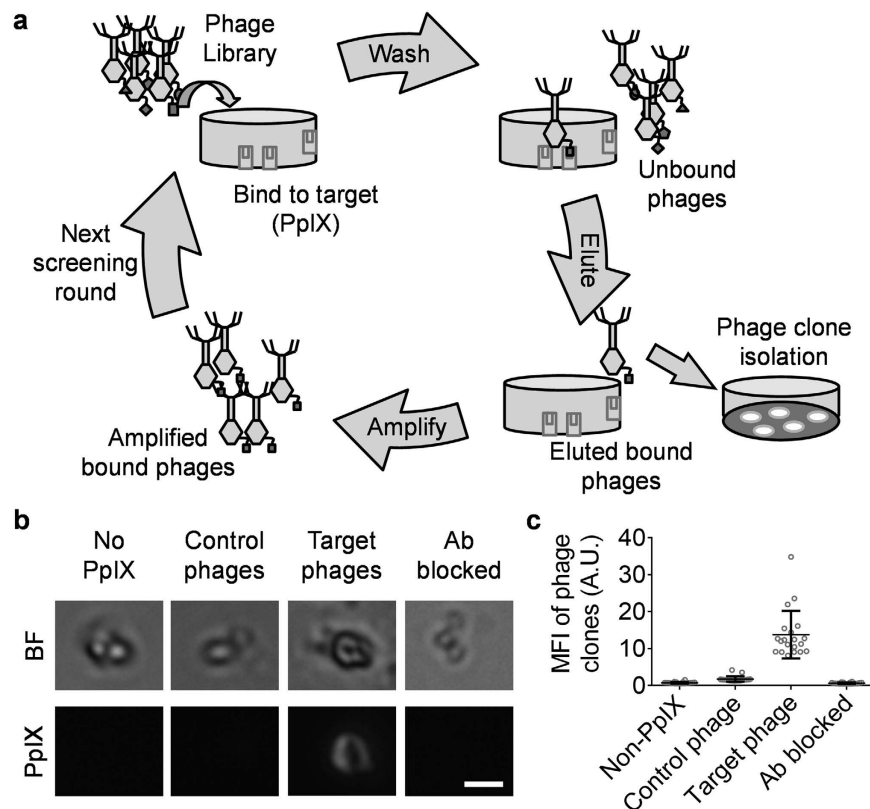 a
Phage
Library
Wash
Bind to target
(PpIX)
Unbound
phages
Elute
Next
screening
round
Phage clone
isolation
Amplified
bound phages
Amplify
Eluted bound
phages
b
No
PpIX
Control
phages
Target
phages
Ab
blocked
BF
PpIX
c
MFI of phage
clones (A.U.)
40
30
20
10
0
Non-PpIX
Control phage
Target phage
Ab blocked